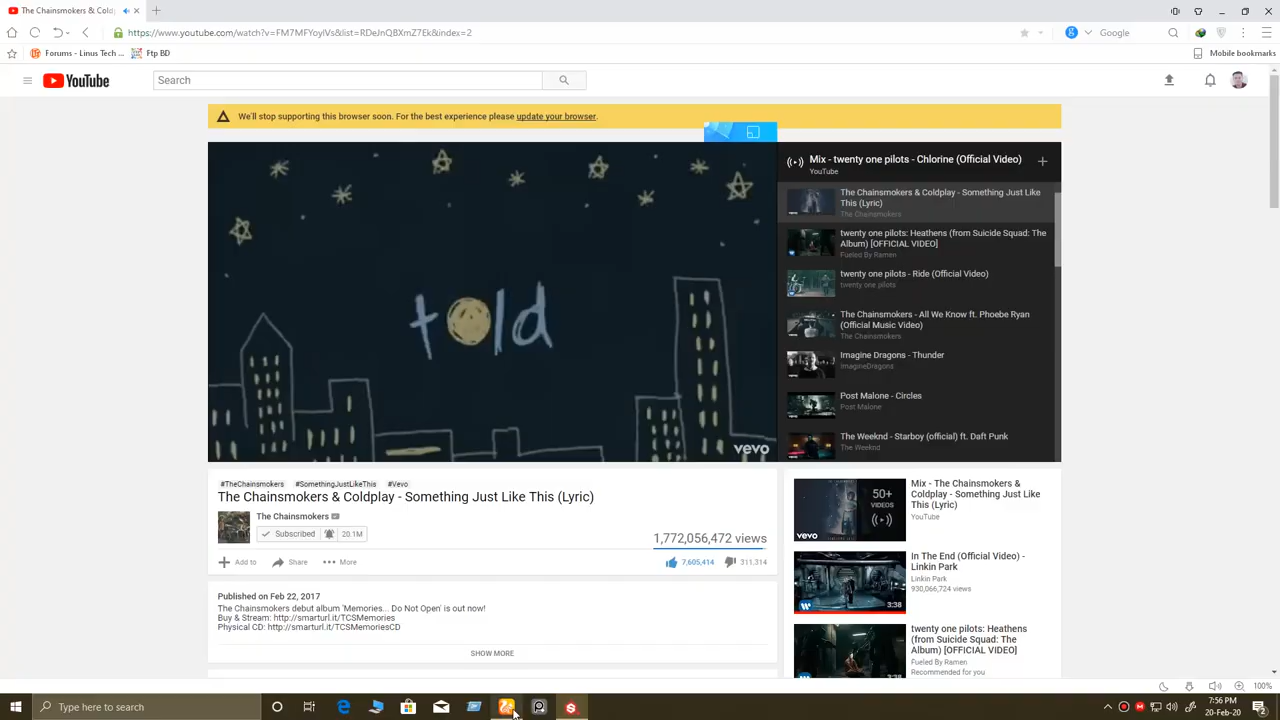 The Chainsmokers & Cold
https://www.youtube.com/watch?v=FM7MFYoylVs&list=RDeJnQBXmZ7Ek&index=2
Google
Forums - Linus Tech ...
Ftp BD
Mobile bookmarks
YouTube
Search
We'll stop supporting this browser soon. For the best experience please update your browser.
told
vevo
Mix - twenty one pilots - Chlorine (Official Video)
YouTube
The Chainsmokers & Coldplay - Something Just Like
This (Lyric)
The Chainsmokers
twenty one pilots: Heathens (from Suicide Squad: The
Album) [OFFICIAL VIDEO]
Fueled By Ramen
twenty one pilots - Ride (Official Video)
twenty one pilots
The Chainsmokers - All We Know ft. Phoebe Ryan
(Official Music Video)
The Chainsmokers
Imagine Dragons - Thunder
ImagineDragons
Post Malone - Circles
Post Malone
The Weeknd - Starboy (official) ft. Daft Punk
The Weeknd
#TheChainsmokers #SomethingJustLikeThis #Vevo
The Chainsmokers & Coldplay - Something Just Like This (Lyric)
The Chainsmokers
Subscribed 20.1M
1,772,056,472 views
Add to Share More
7,605,414 311,314
Published on Feb 22, 2017
The Chainsmokers debut album 'Memories... Do Not Open' is out now!
Buy & Stream: http://smarturl.it/TCSMemories
Physical CD: http://smarturl.it/TCSMemoriesCD
SHOW MORE
50+
VIDEOS
vevo
Mix - The Chainsmokers &
Coldplay - Something Just Like
This (Lyric)
YouTube
3:38
In The End (Official Video) -
Linkin Park
Linkin Park
930,066,724 views
3:38
twenty one pilots: Heathens
(from Suicide Squad: The
Album) [OFFICIAL VIDEO]
Fueled By Ramen
Recommended for you
100%
Type here to search
7:56 PM